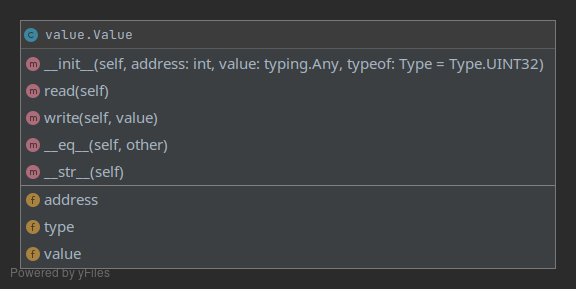 C value.Value
m __init__(self, address: int, value: typing.Any, typeof: Type = Type.UINT32)
m read(self)
m write(self, value)
m __eq__(self, other)
m __str__(self)
f address
f type
f value
Powered by yFiles